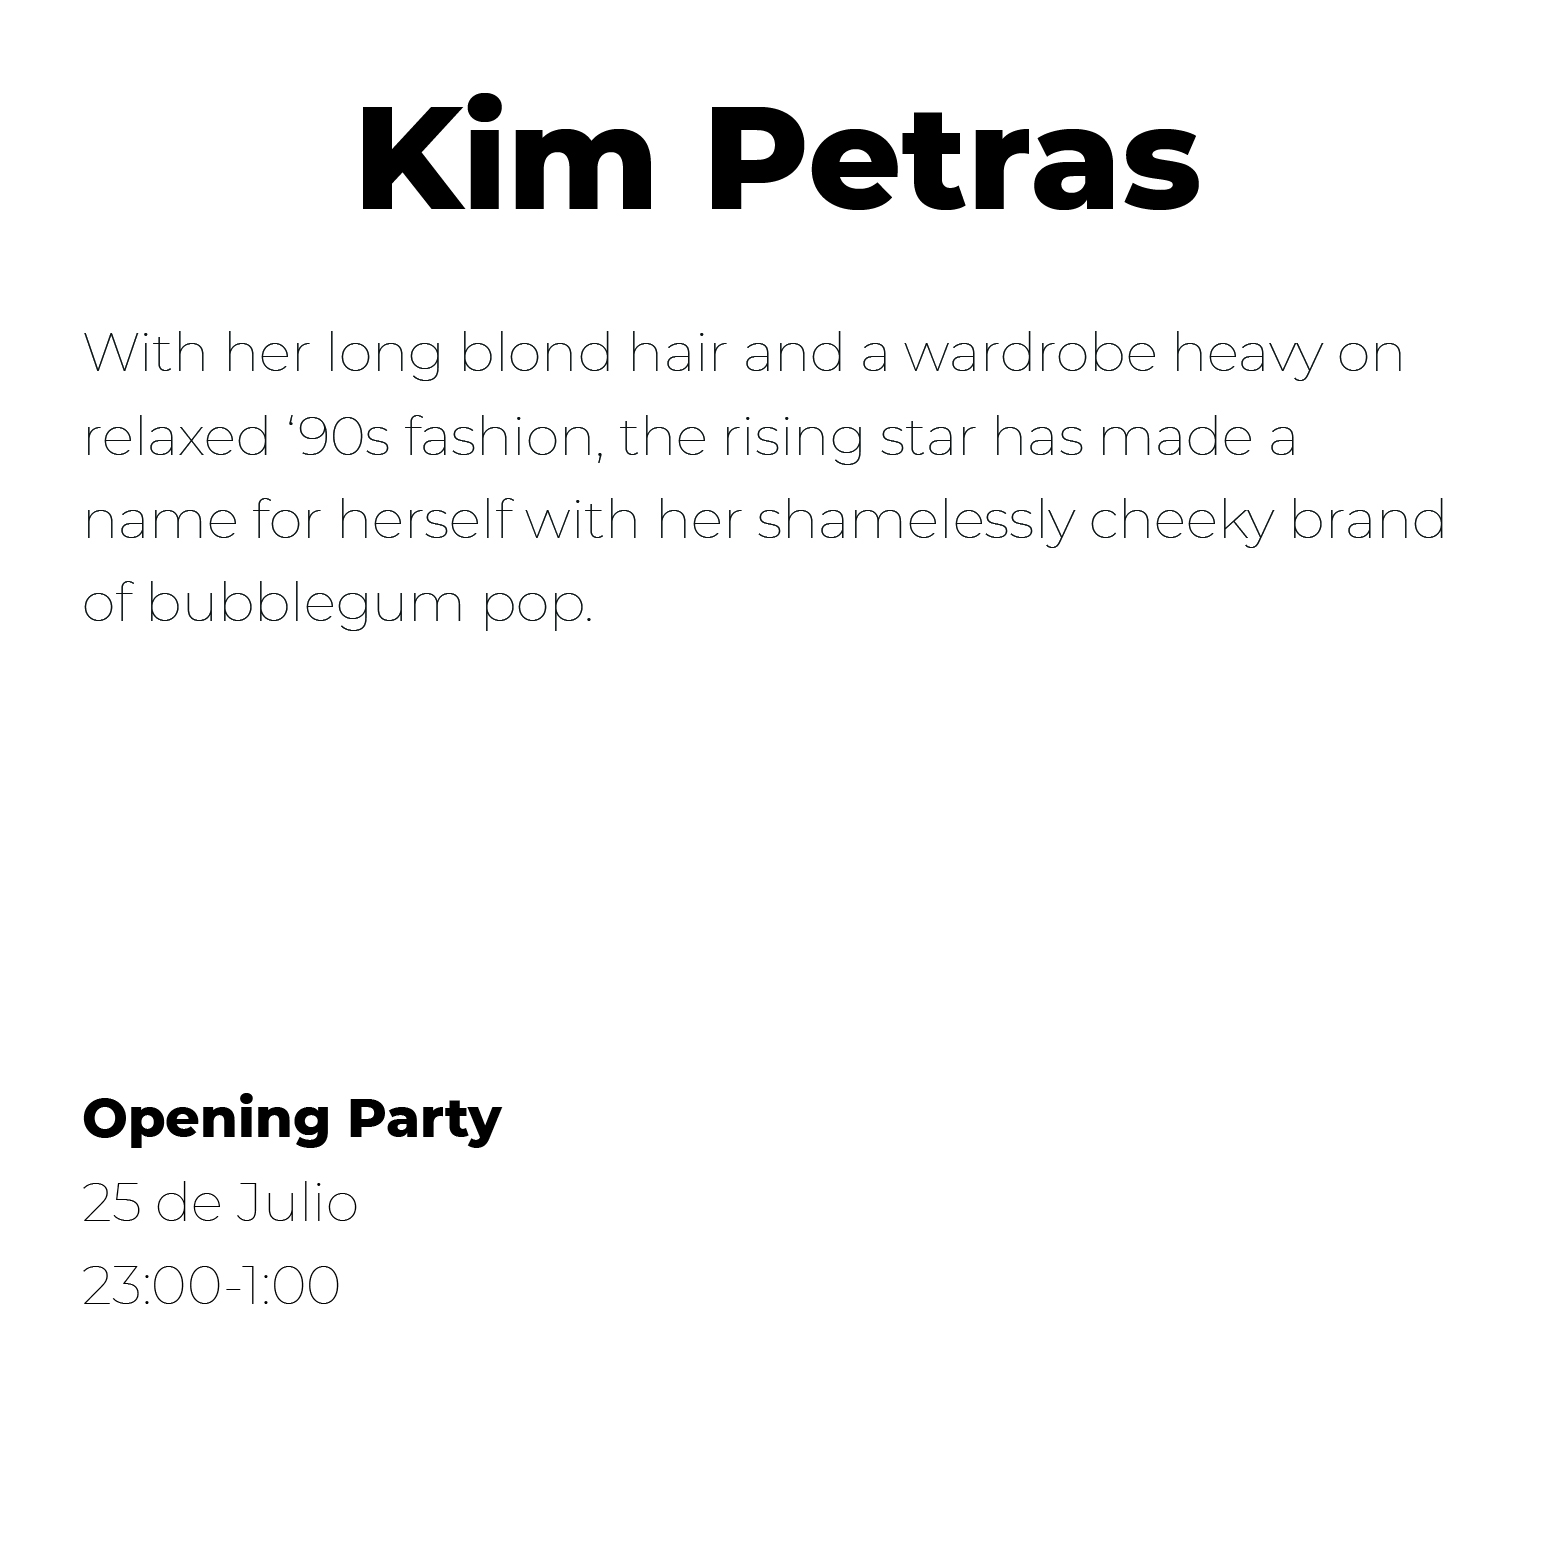 Kim Petras
With her long blond hair and a wardrobe heavy on
relaxed ‘90s fashion, the rising star has made a
name for herself with her shamelessly cheeky brand
of bubblegum pop.
Opening Party
25 de Julio
23:00-1:00